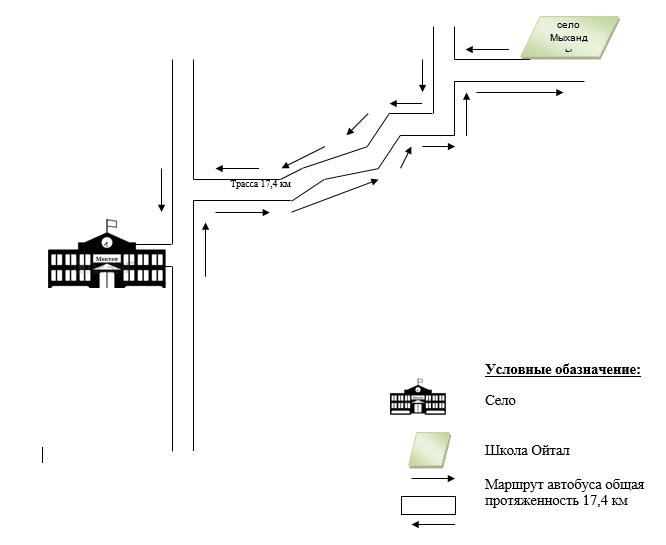 село
Мыханд
ы
Трасса 17,4 км
Мектеп
Условные обазначение:
Село
Школа Ойтал
Маршрут автобуса общая
протяженность 17,4 км